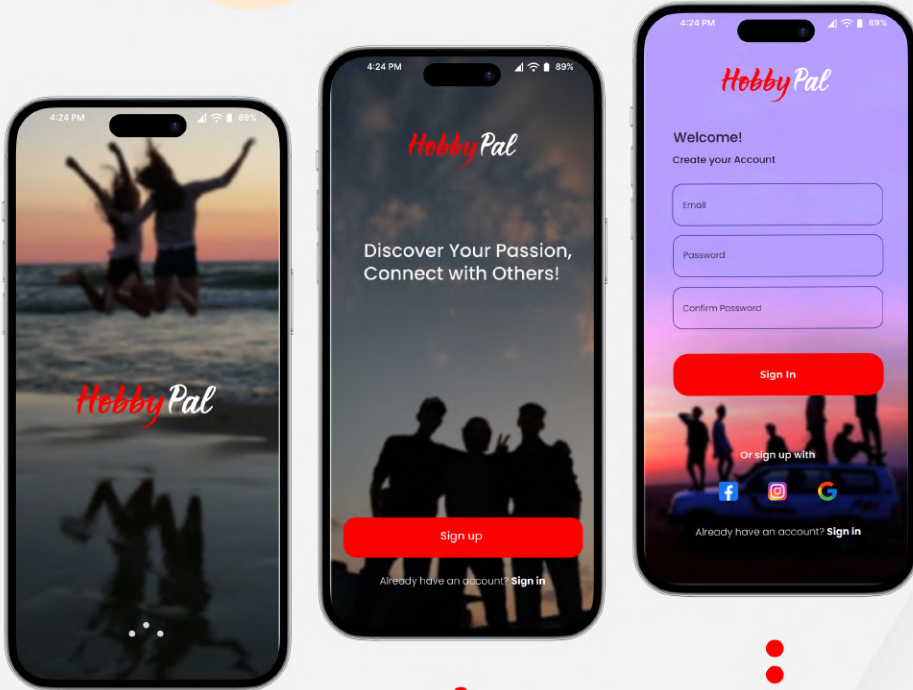 4:24 PM
89%
HobbyPal
4:24 PM
89%
HobbyPal
Discover Your Passion,
Connect with Others!
Sign up
Already have an account? Sign in
4:24 PM
89%
HobbyPal
Welcome!
Create your Account
Email
Password
Confirm Password
Sign In
Or sign up with
Already have an account? Sign in